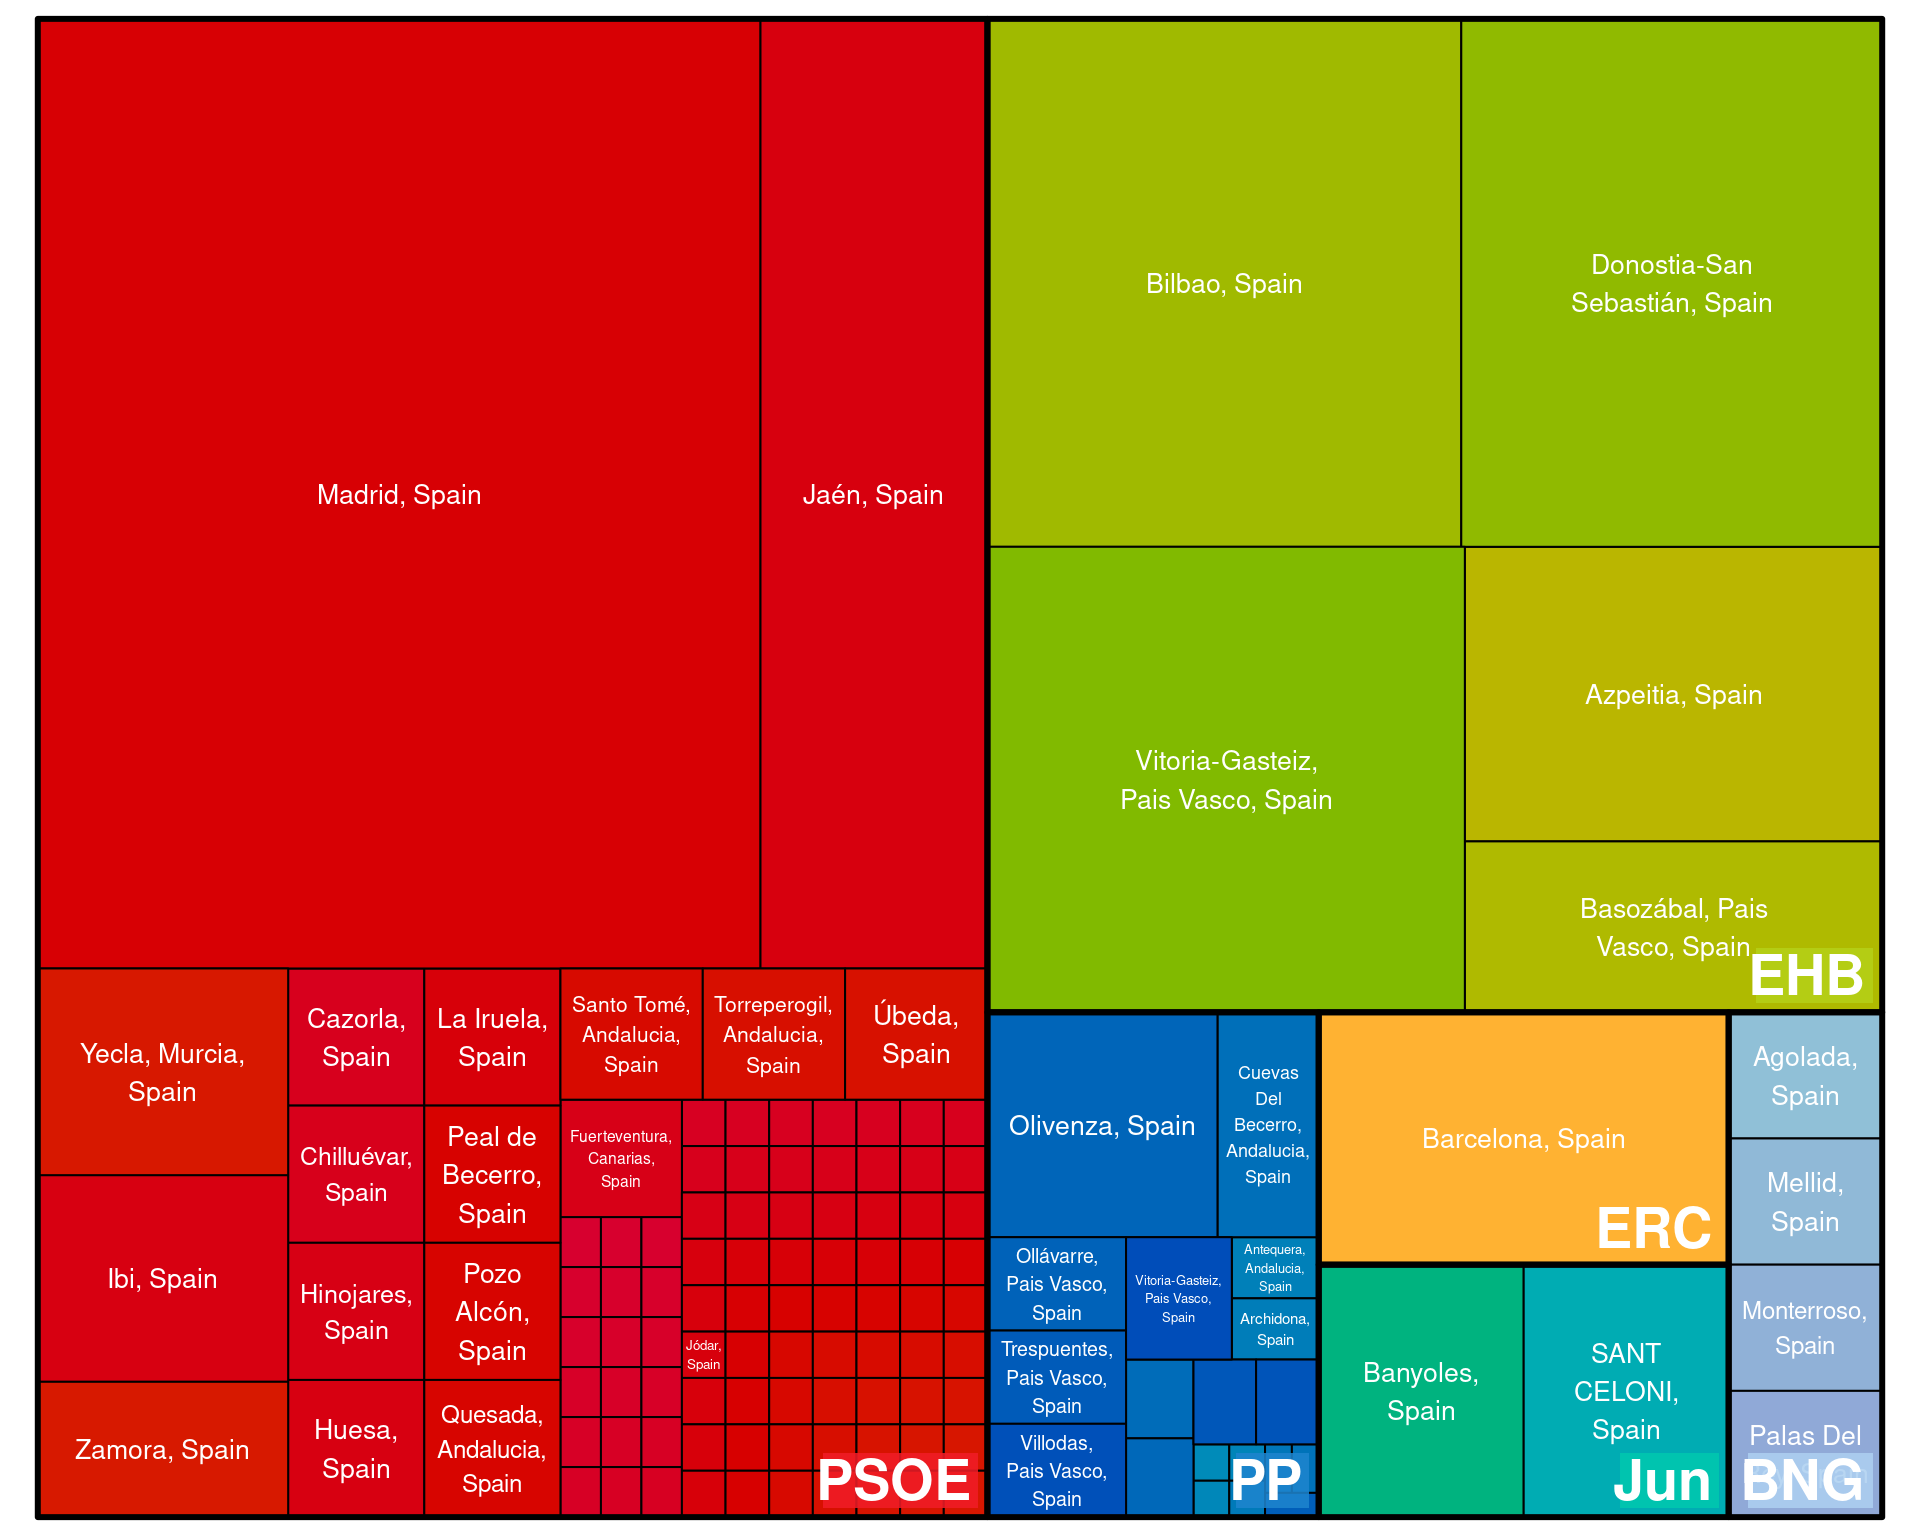 Madrid, Spain
Jaén, Spain
Yecla, Murcia,
Spain
Ibi, Spain
Zamora, Spain
Cazorla,
Spain
Chilluévar,
Spain
Hinojares,
Spain
Huesa,
Spain
La Iruela,
Spain
Peal de
Becerro,
Spain
Pozo
Alcón,
Spain
Quesada,
Andalucia,
Spain
Santo Tomé,
Andalucia,
Spain
Torreperogil,
Andalucia,
Spain
Úbeda,
Spain
Fuerteventura,
Canarias,
Spain
Jódar,
Spain
PSOE
Bilbao, Spain
Donostia-San
Sebastián, Spain
Vitoria-Gasteiz,
Pais Vasco, Spain
Azpeitia, Spain
Basozábal, Pais
Vasco, Spain
EHB
Olivenza, Spain
Cuevas
Del
Becerro,
Andalucia,
Spain
Ollávarre,
Pais Vasco,
Spain
Trespuentes,
Pais Vasco,
Spain
Villodas,
Pais Vasco,
Spain
Vitoria-Gasteiz,
Pais Vasco,
Spain
Antequera,
Andalucia,
Spain
Archidona,
Spain
PP
Barcelona, Spain
ERC
Banyoles,
Spain
SANT
CELONI,
Spain
Jun
Agolada,
Spain
Mellid,
Spain
Monterroso,
Spain
Palas Del
BNG